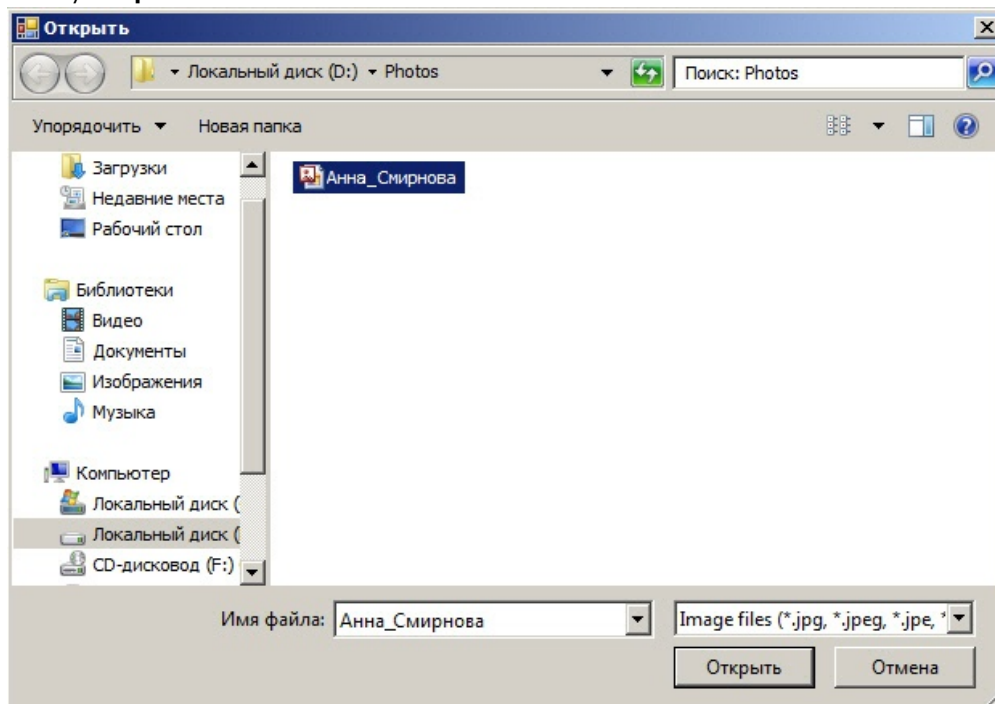 Открыть
Локальный диск (D:) Photos
Поиск: Photos
Упорядочить
Новая папка
Загрузки
Недавние места
Рабочий стол
Библиотеки
Видео
Документы
Изображения
Музыка
Компьютер
Локальный диск (
Локальный диск (
CD-дисковод (F:)
Анна_Смирнова
Имя файла: Анна_Смирнова
Image files (*.jpg, *.jpeg, *.jpe, *
Открыть
Отмена